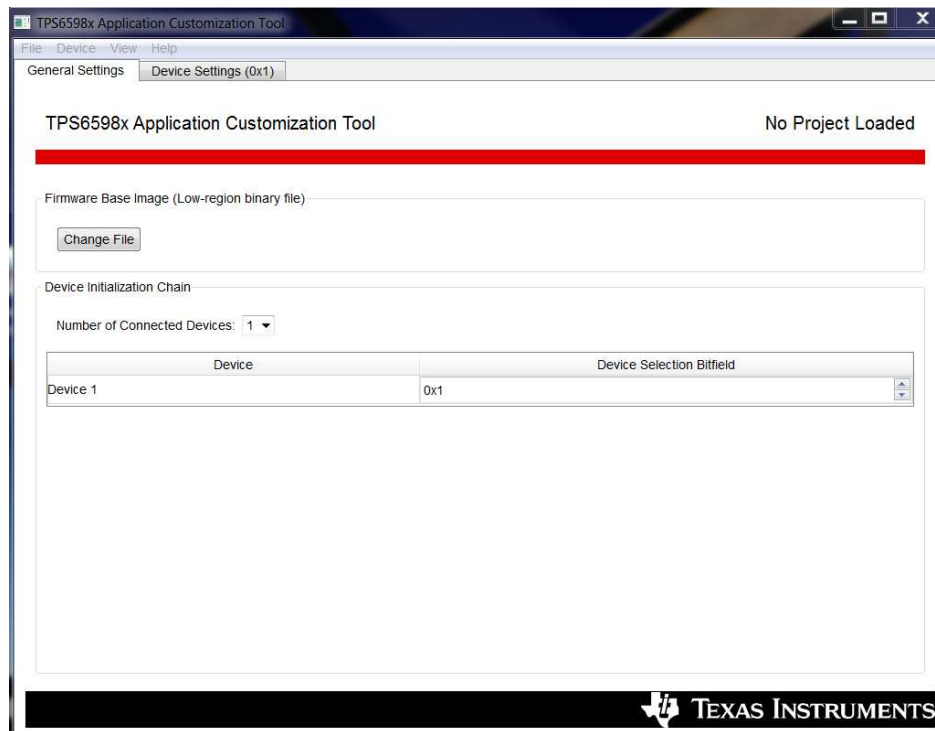 TPS6598x Application Customization Tool
File Device View Help
General Settings Device Settings (0x1)
TPS6598x Application Customization Tool No Project Loaded
Firmware Base Image (Low-region binary file)
Change File
Device Initialization Chain
Number of Connected Devices: 1
Device Device Selection Bitfield
Device 1 0x1
TEXAS INSTRUMENTS